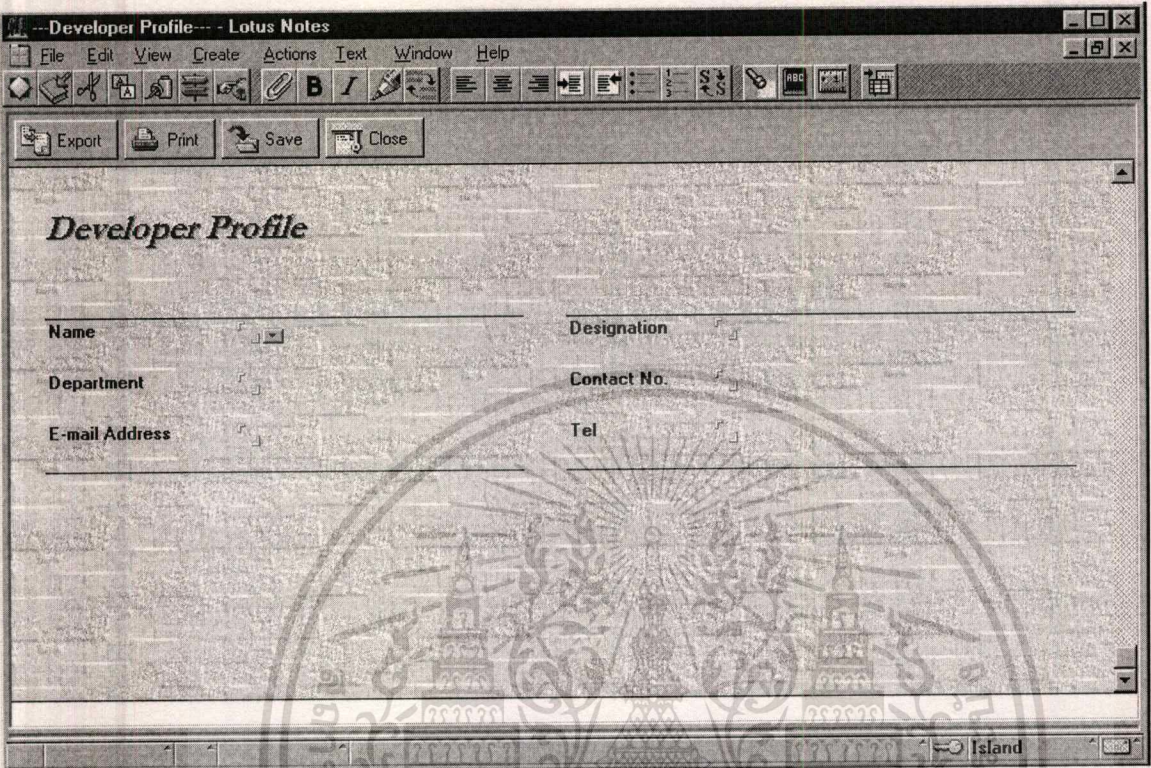 ---Developer Profile--- - Lotus Notes
File Edit View Create Actions Text Window Help
Export Print Save Close
Developer Profile
Name Designation
Department Contact No.
E-mail Address Tel
Island